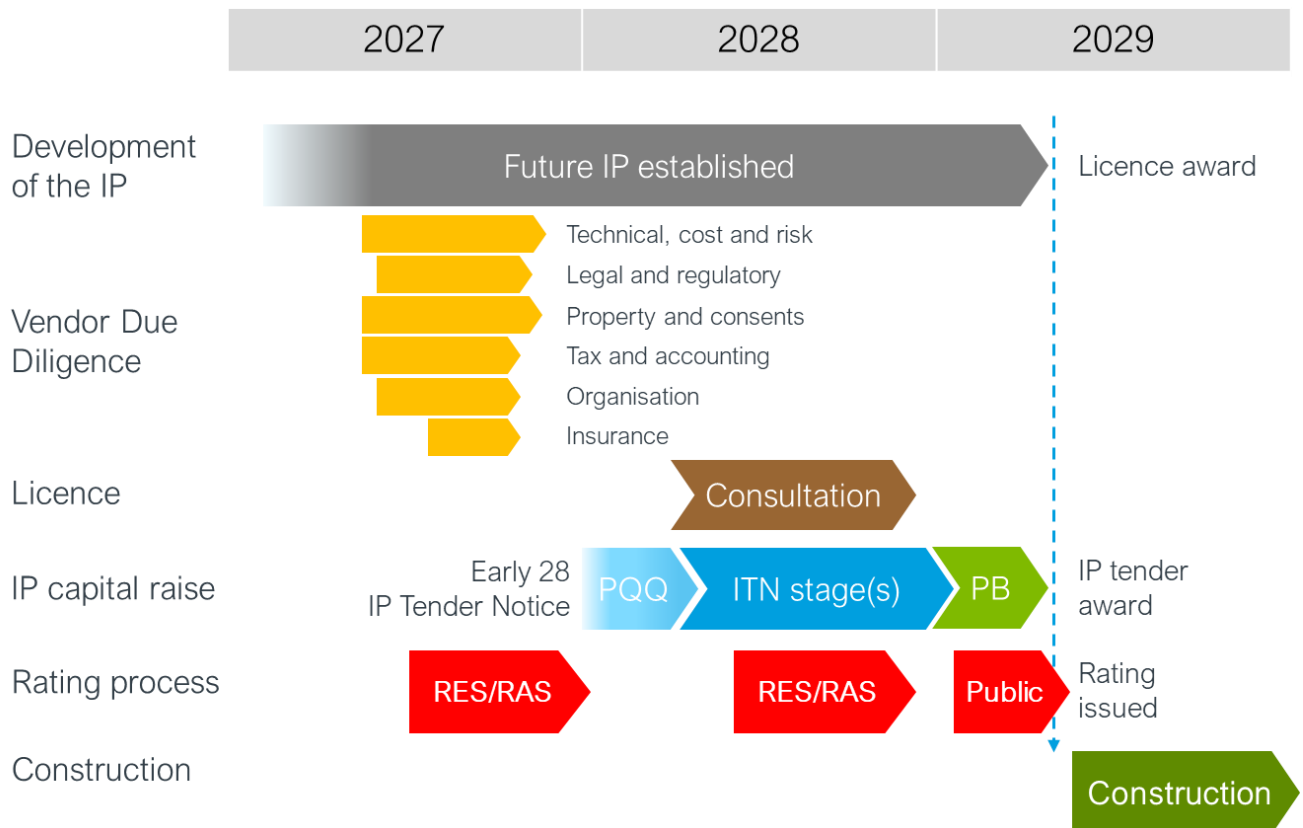 2027
2028
2029
Development
of the IP
Future IP established
Licence award
Technical, cost and risk
Legal and regulatory
Vendor Due
Diligence
Property and consents
Tax and accounting
Organisation
Insurance
Licence
Consultation
IP capital raise
Early 28
IP Tender Notice
PQQ
ITN stage(s)
PB
IP tender
award
Rating process
RES/RAS
RES/RAS
Public
Rating
issued
Construction
Construction